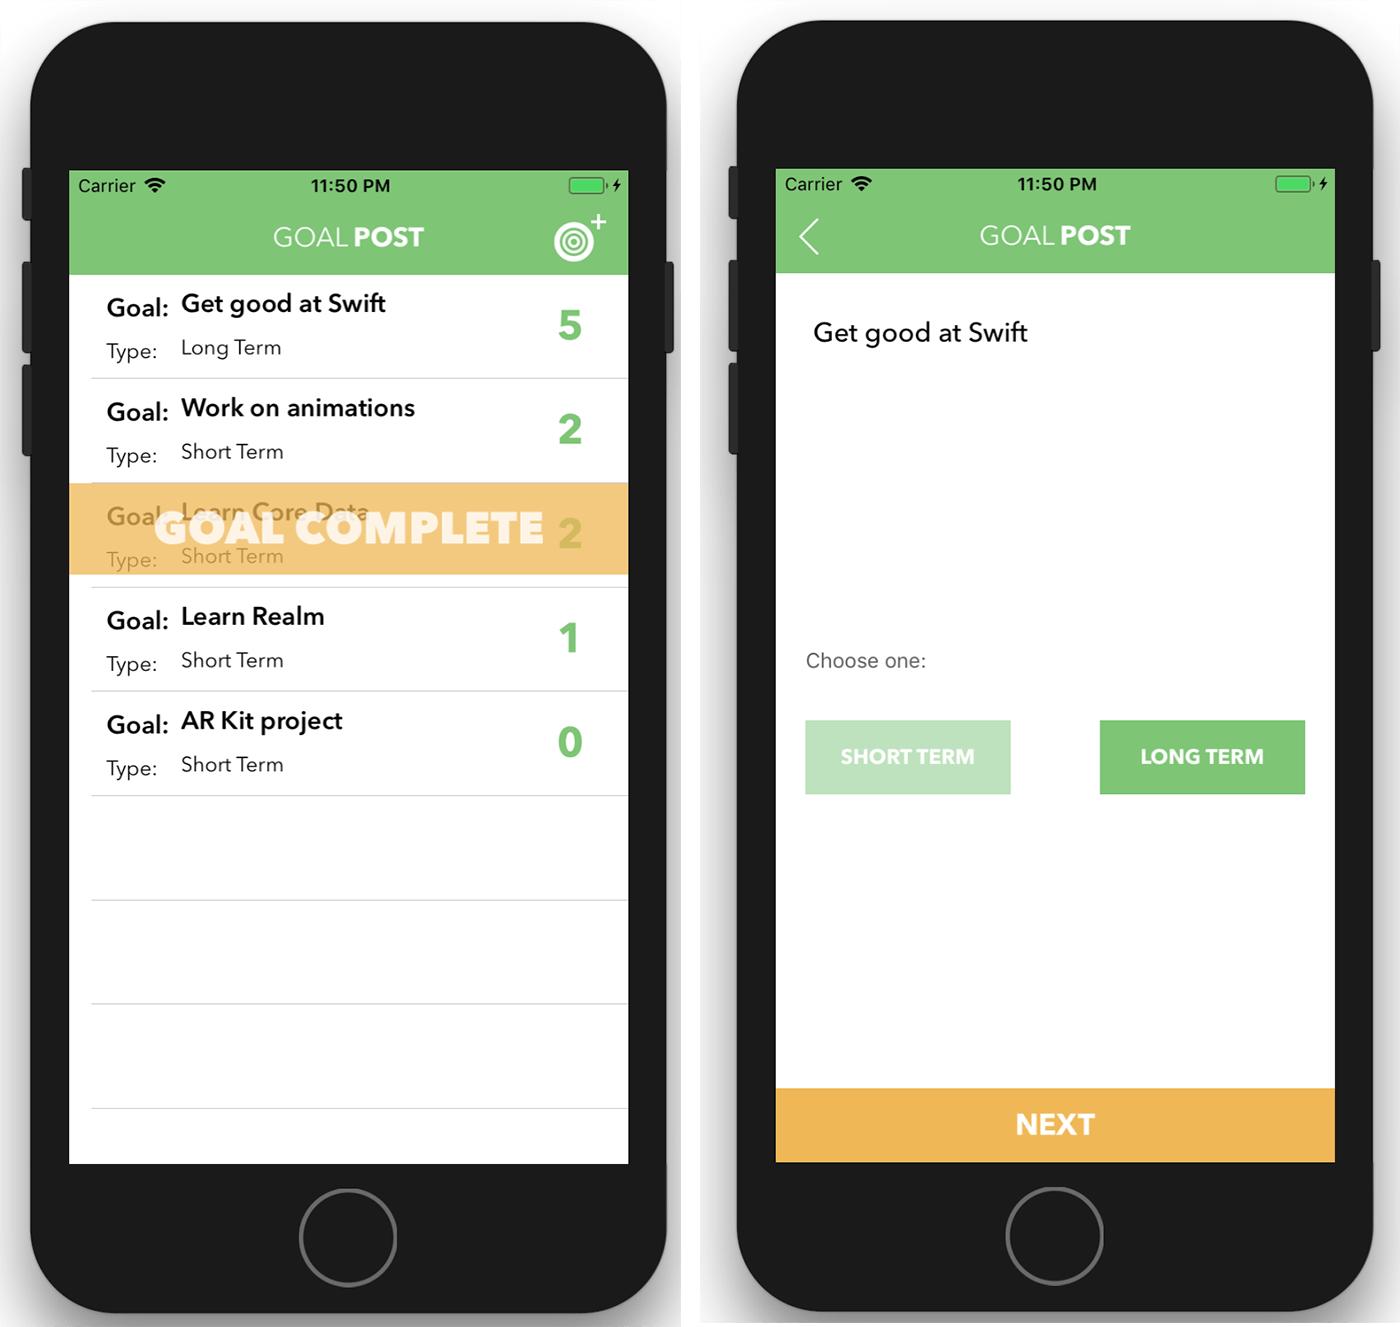 Carrier 11:50 PM
GOAL POST
Goal: Get good at Swift 5
Type: Long Term
Goal: Work on animations 2
Type: Short Term
Goal: Learn Core Data 2
GOAL COMPLETE
Type: Short Term
Goal: Learn Realm 1
Type: Short Term
Goal: AR Kit project 0
Type: Short Term
Carrier 11:50 PM
GOAL POST
Get good at Swift
Choose one:
SHORT TERM LONG TERM
NEXT